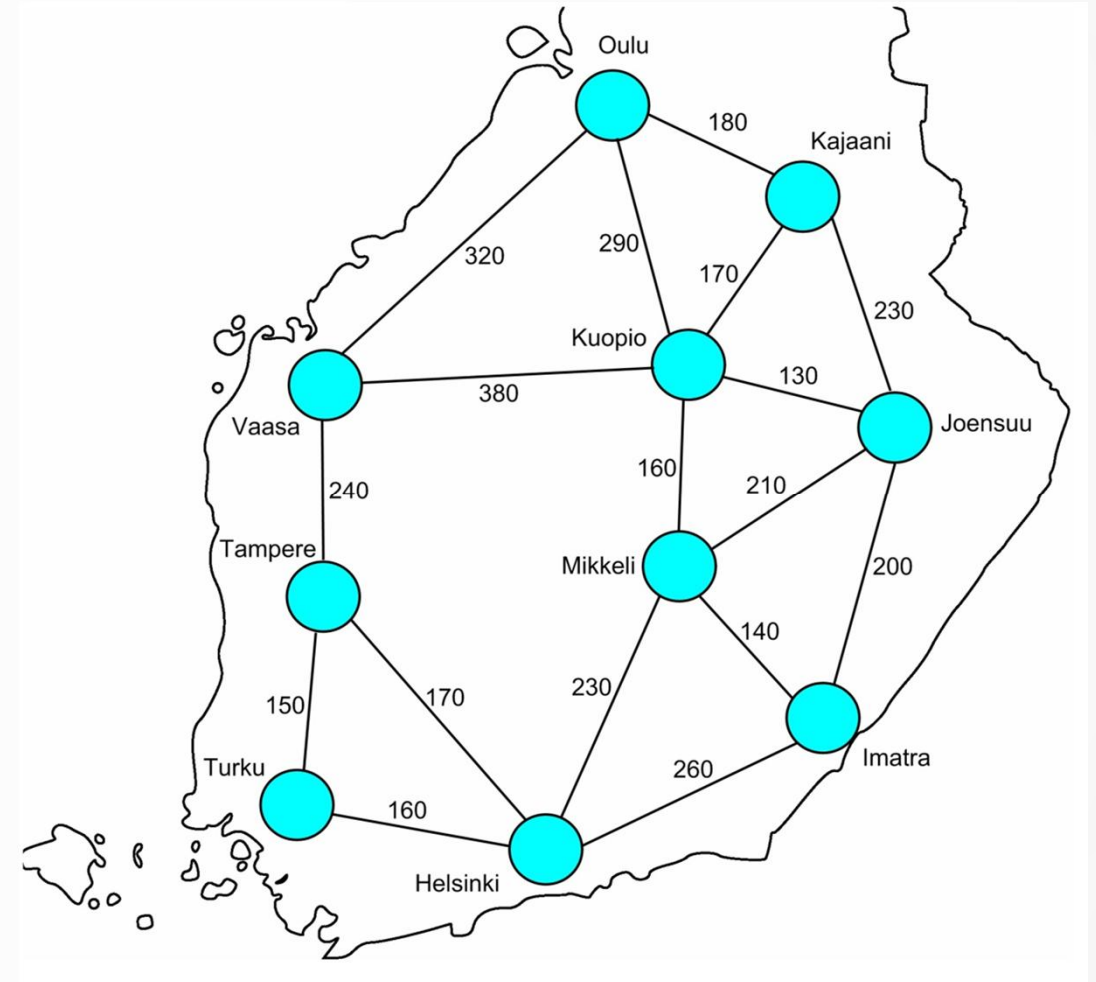 Oulu
180
Kajaani
320
290
170
230
Kuopio
380
130
Vaasa
Joensuu
160
210
240
Tampere
Mikkeli
200
140
150
170
230
Turku
Imatra
260
160
Helsinki